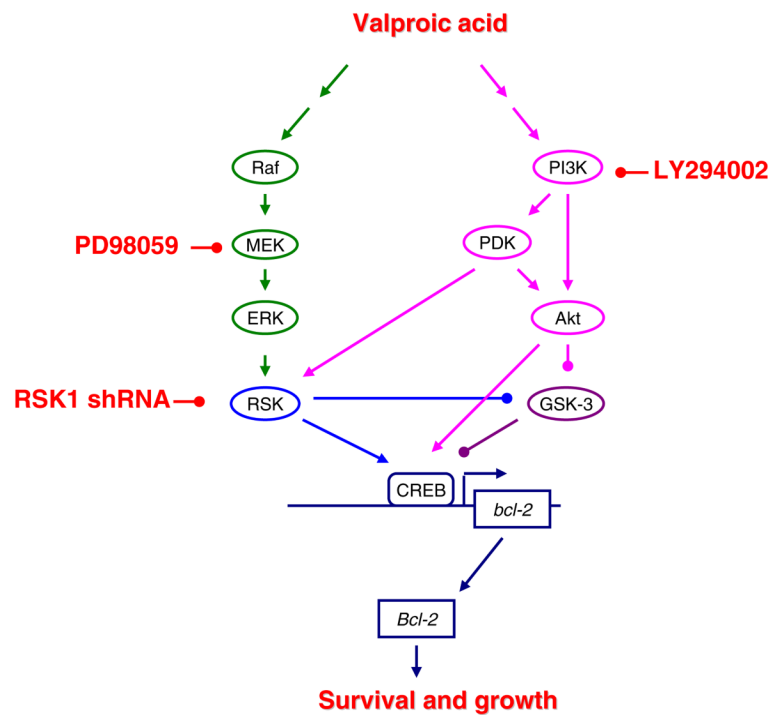 Valproic acid
Raf
PI3K
LY294002
PD98059
MEK
PDK
ERK
Akt
RSK1 shRNA
RSK
GSK-3
CREB
bcl-2
Bcl-2
Survival and growth